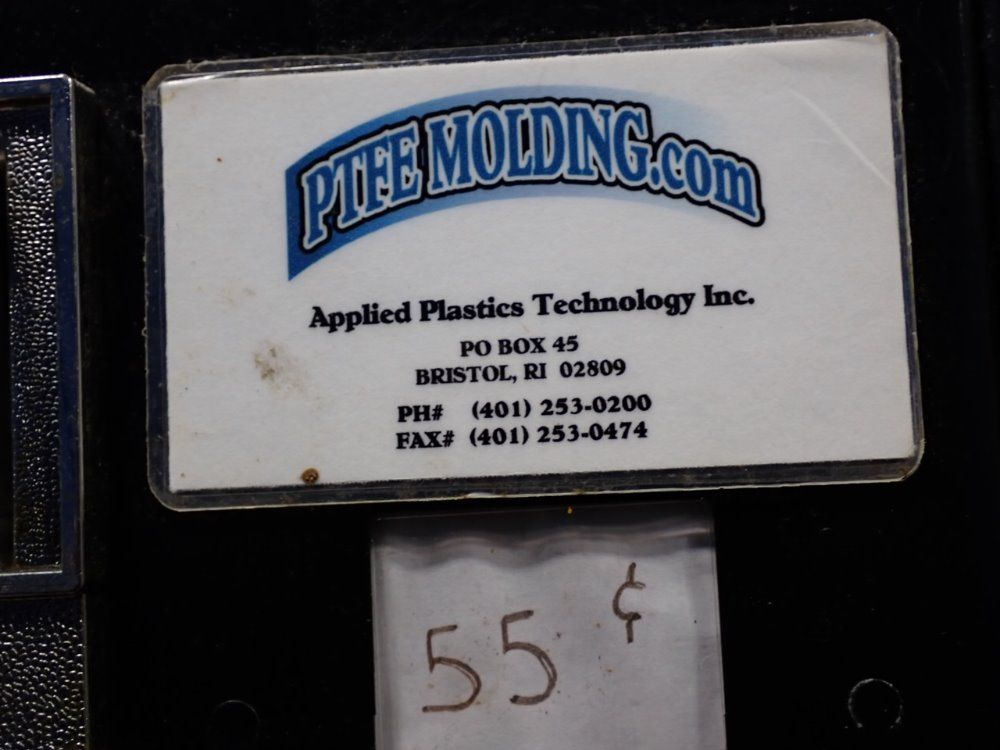 PTFE MOLDING.com
Applied Plastics Technology Inc.
PO BOX 45
BRISTOL, RI 02809
PH# (401) 253-0200
FAX# (401) 253-0474
55 ¢